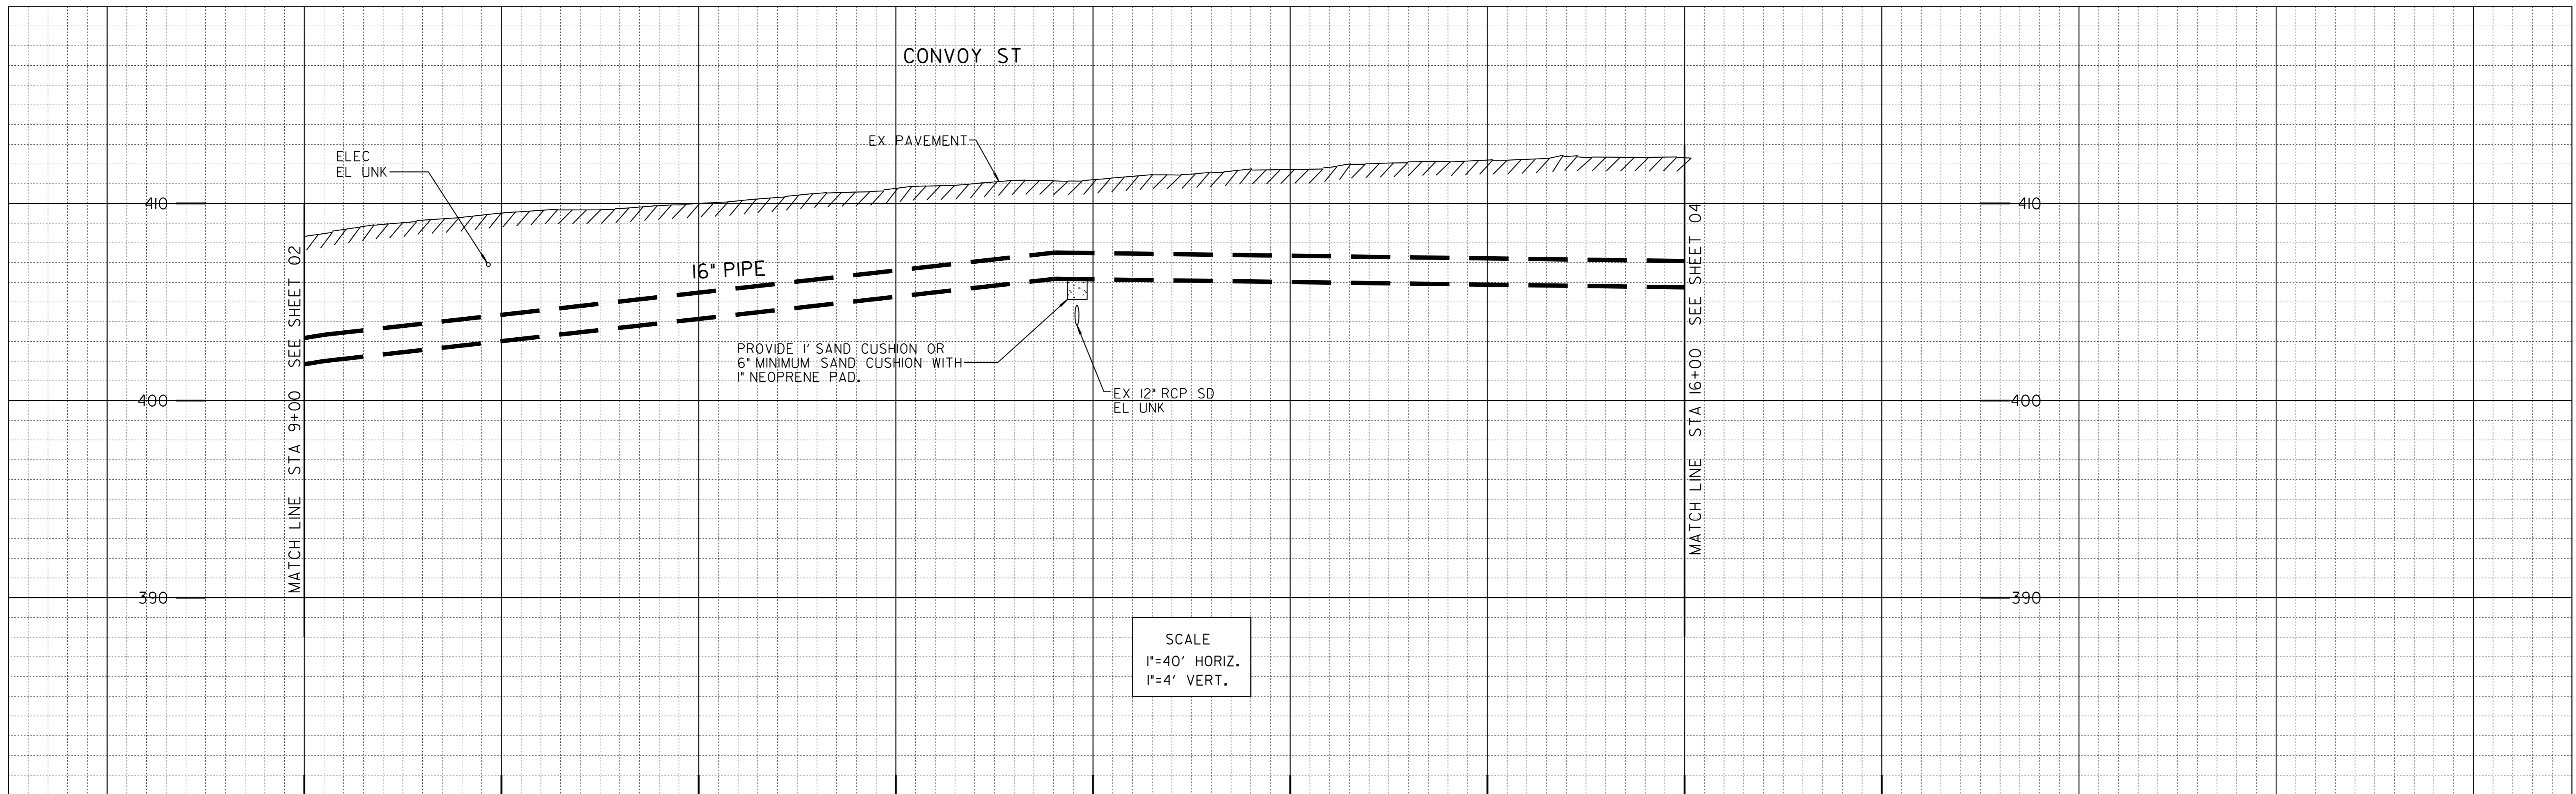 CONVOY ST
EX PAVEMENT
ELEC
EL UNK
410
410
16" PIPE
MATCH LINE STA 9+00 SEE SHEET 02
MATCH LINE STA 16+00 SEE SHEET 04
PROVIDE 1' SAND CUSHION OR
6" MINIMUM SAND CUSHION WITH
1" NEOPRENE PAD.
EX 12" RCP SD
EL UNK
400
400
390
390
SCALE
1"=40' HORIZ.
1"=4' VERT.